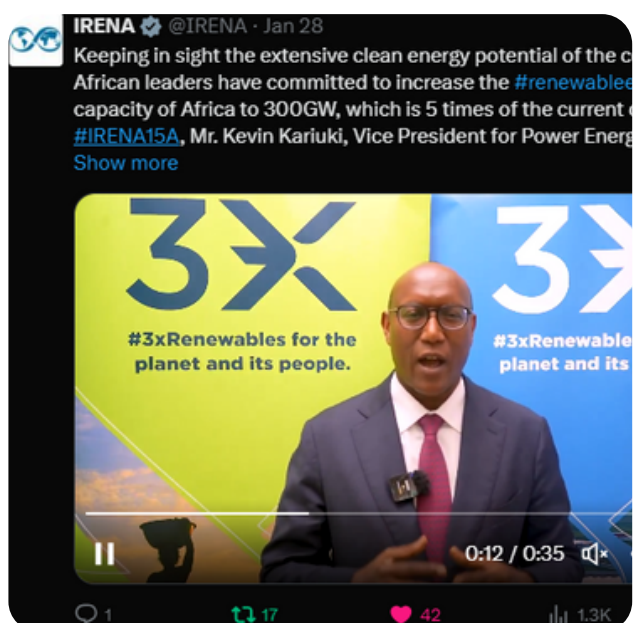 IRENA @IRENA · Jan 28
Keeping in sight the extensive clean energy potential of the
African leaders have committed to increase the
capacity of Africa to 300GW, which is 5 times of the current
#IRENA15A, Mr. Kevin Kariuki, Vice President for Power
Show more
3X
3X
#3xRenewables for the
planet and its people.
planet and its
0:12 / 0:35
1
17
42
1.3K